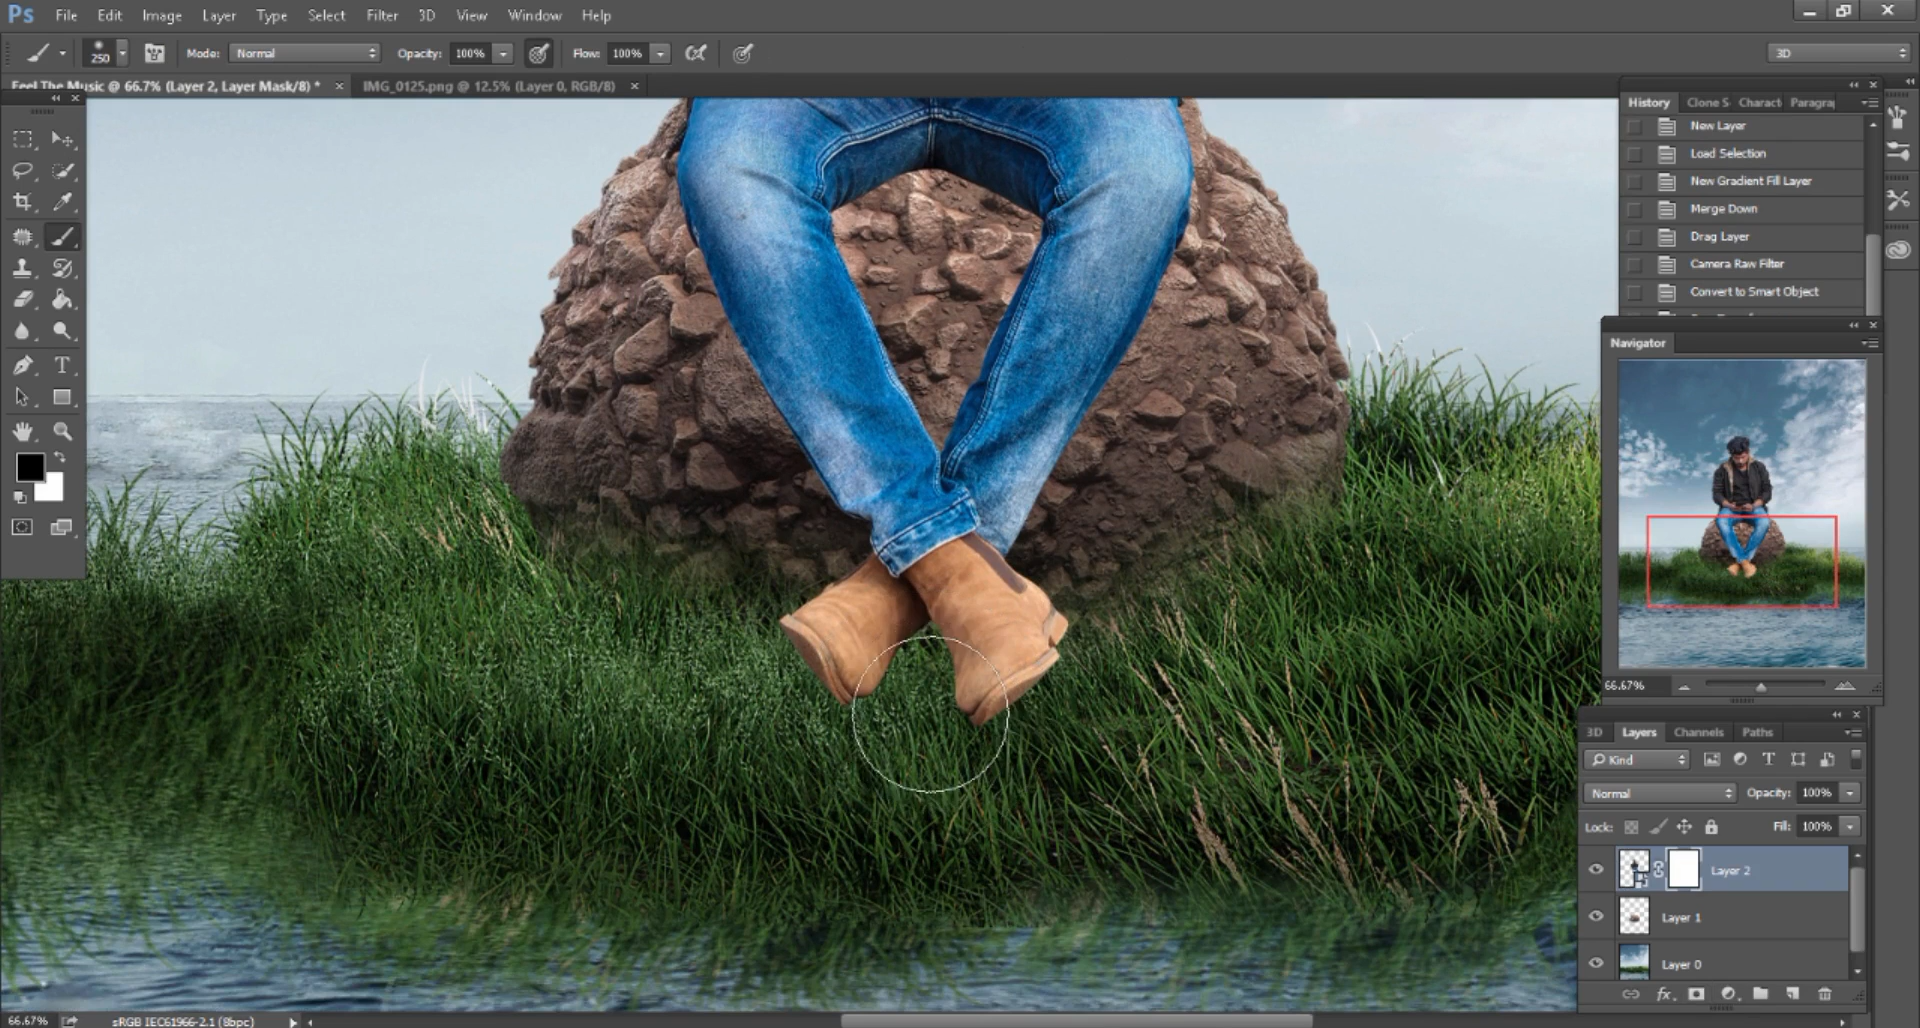 Ps File Edit Image Layer Type Select Filter 3D View Window Help
250 Mode: Normal Opacity: 100% Flow: 100% 3D
Feel The Music @ 66.7% (Layer 2, Layer Mask/8) * × IMG_0125.png @ 12.5% (Layer 0, RGB/8) ×
History Clone S Charact Paragra
New Layer
Load Selection
New Gradient Fill Layer
Merge Down
Drag Layer
Camera Raw Filter
Convert to Smart Object
Navigator
66.67%
3D Layers Channels Paths
Kind
Normal Opacity: 100%
Lock: Fill: 100%
Layer 2
Layer 1
Layer 0
66.67% sRGB IEC61966-2.1 (8bpc)